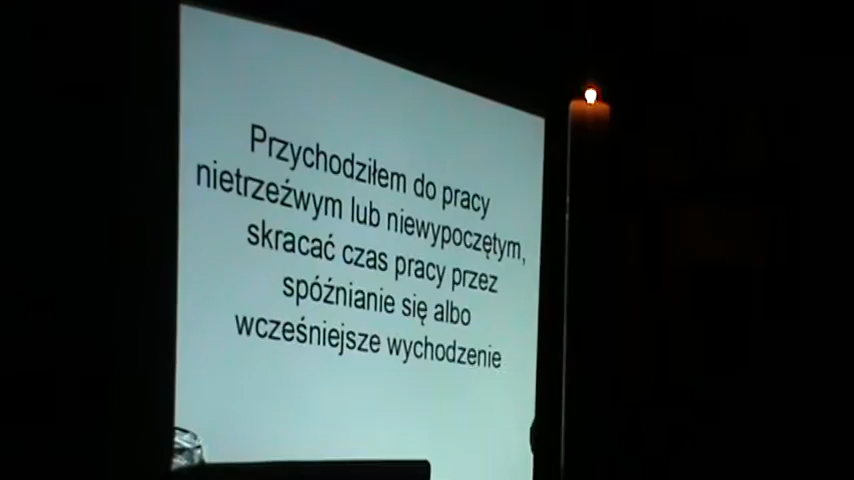 Przychodziłem do pracy
nietrzeźwym lub niewypoczętym,
skracać czas pracy przez
spóźnianie się albo
wcześniejsze wychodzenie